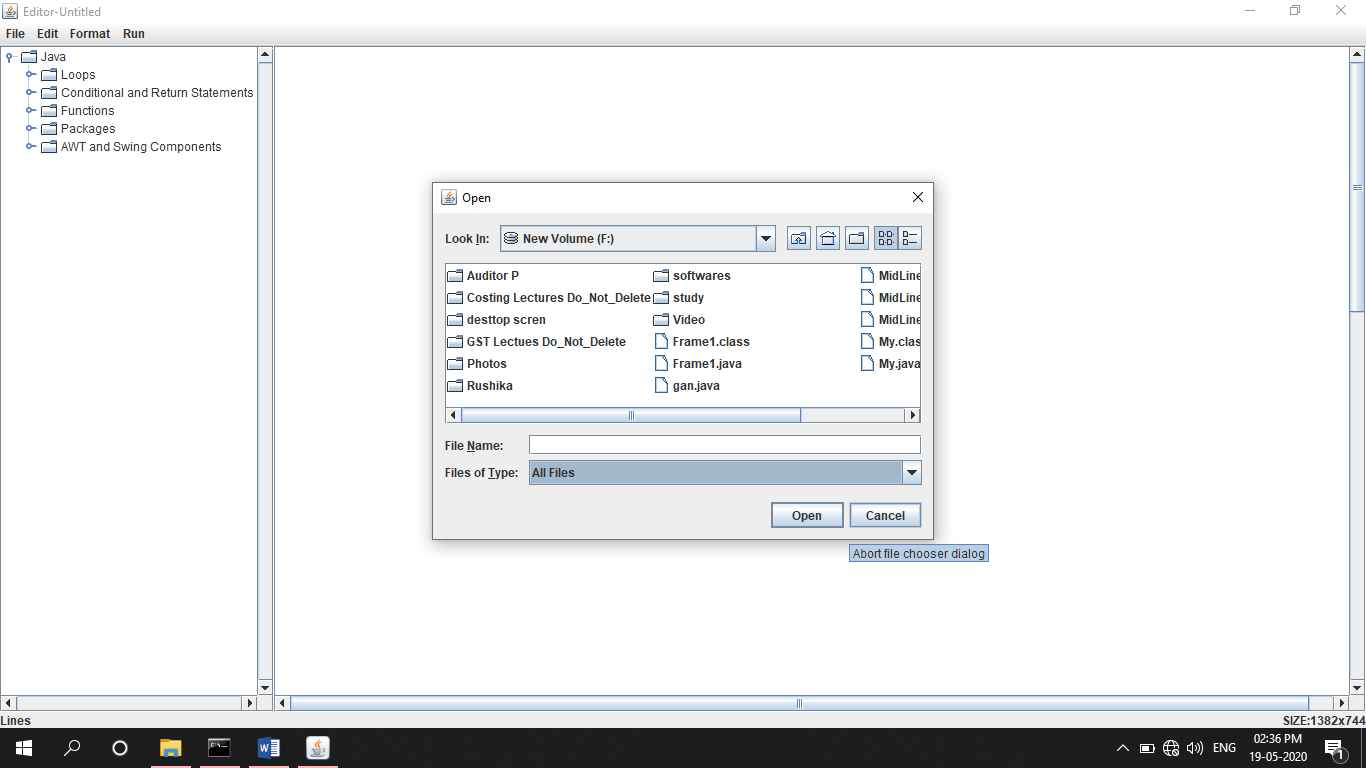 Editor-Untitled
File Edit Format Run
Java
Loops
Conditional and Return Statements
Functions
Packages
AWT and Swing Components
Open
Look In: New Volume (F:)
Auditor P
Costing Lectures Do_Not_Delete
desttop scren
GST Lectues Do_Not_Delete
Photos
Rushika
softwares
study
Video
Frame1.class
Frame1.java
gan.java
MidLine
MidLine
MidLine
My.clas
My.java
File Name:
Files of Type: All Files
Open Cancel
Abort file chooser dialog
Lines SIZE:1382x744
ENG 02:36 PM
19-05-2020
1